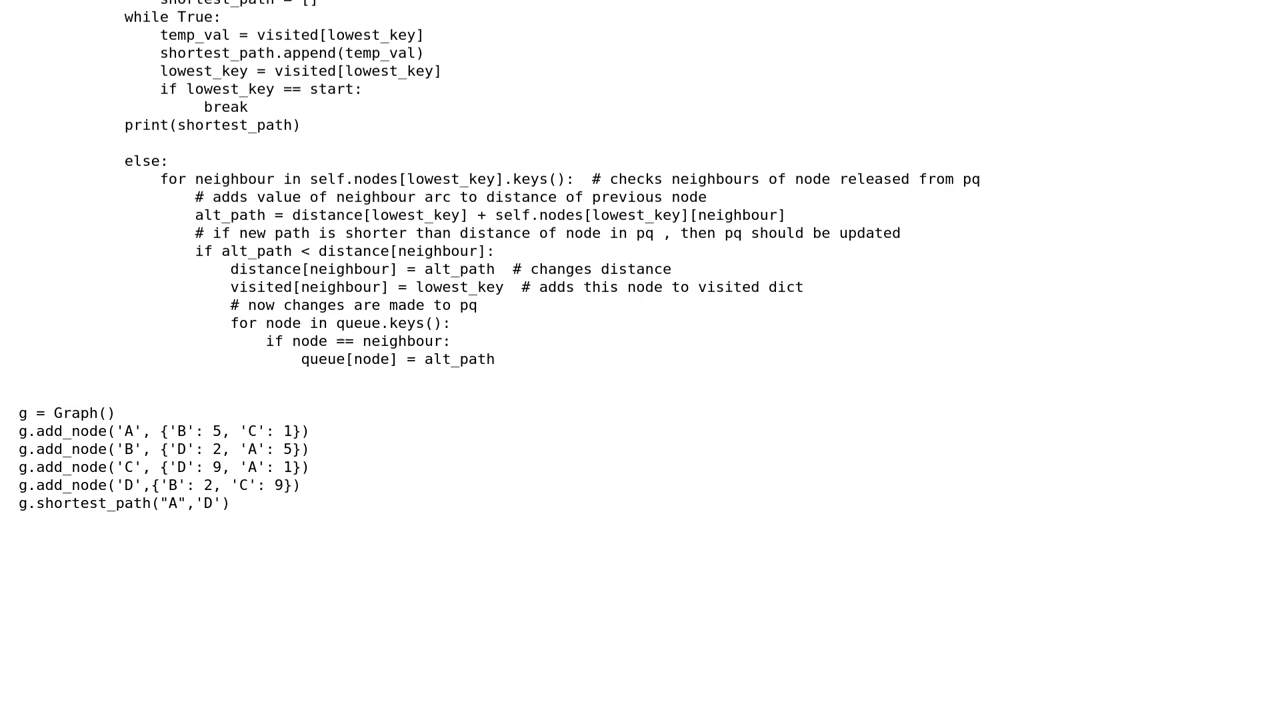 shortest_path = []
while True:
temp_val = visited[lowest_key]
shortest_path.append(temp_val)
lowest_key = visited[lowest_key]
if lowest_key == start:
break
print(shortest_path)
else:
for neighbour in self.nodes[lowest_key].keys():  # checks neighbours of node released from pq
# adds value of neighbour arc to distance of previous node
alt_path = distance[lowest_key] + self.nodes[lowest_key][neighbour]
# if new path is shorter than distance of node in pq , then pq should be updated
if alt_path < distance[neighbour]:
distance[neighbour] = alt_path  # changes distance
visited[neighbour] = lowest_key  # adds this node to visited dict
# now changes are made to pq
for node in queue.keys():
if node == neighbour:
queue[node] = alt_path
g = Graph()
g.add_node('A', {'B': 5, 'C': 1})
g.add_node('B', {'D': 2, 'A': 5})
g.add_node('C', {'D': 9, 'A': 1})
g.add_node('D',{'B': 2, 'C': 9})
g.shortest_path("A",'D')